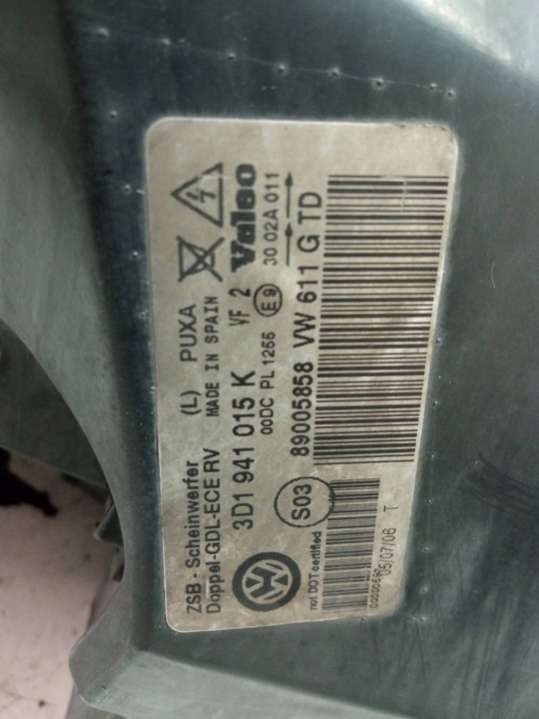 ZSB - Scheinwerfer (L) PUXA
Doppel-GDL-ECE RV MADE IN SPAIN
3D1 941 015 K VF 2 Valeo
00DC PL 1255 E9 30 02A 011
S03 89005858 VW 611 G TD
not DOT certified
05/07/06 T